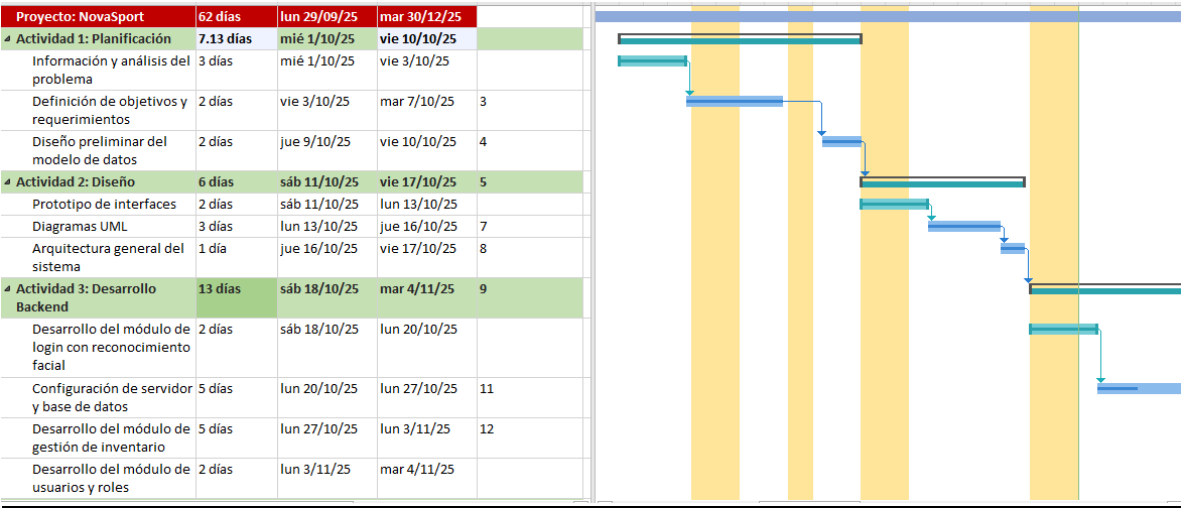 Proyecto: NovaSport 62 días lun 29/09/25 mar 30/12/25
Actividad 1: Planificación 7.13 días mié 1/10/25 vie 10/10/25
Información y análisis del 3 días mié 1/10/25 vie 3/10/25
problema
Definición de objetivos y 2 días vie 3/10/25 mar 7/10/25 3
requerimientos
Diseño preliminar del 2 días jue 9/10/25 vie 10/10/25 4
modelo de datos
Actividad 2: Diseño 6 días sáb 11/10/25 vie 17/10/25 5
Prototipo de interfaces 2 días sáb 11/10/25 lun 13/10/25
Diagramas UML 3 días lun 13/10/25 jue 16/10/25 7
Arquitectura general del 1 día jue 16/10/25 vie 17/10/25 8
sistema
Actividad 3: Desarrollo 13 días sáb 18/10/25 mar 4/11/25 9
Backend
Desarrollo del módulo de 2 días sáb 18/10/25 lun 20/10/25
login con reconocimiento
facial
Configuración de servidor 5 días lun 20/10/25 lun 27/10/25 11
y base de datos
Desarrollo del módulo de 5 días lun 27/10/25 lun 3/11/25 12
gestión de inventario
Desarrollo del módulo de 2 días lun 3/11/25 mar 4/11/25
usuarios y roles